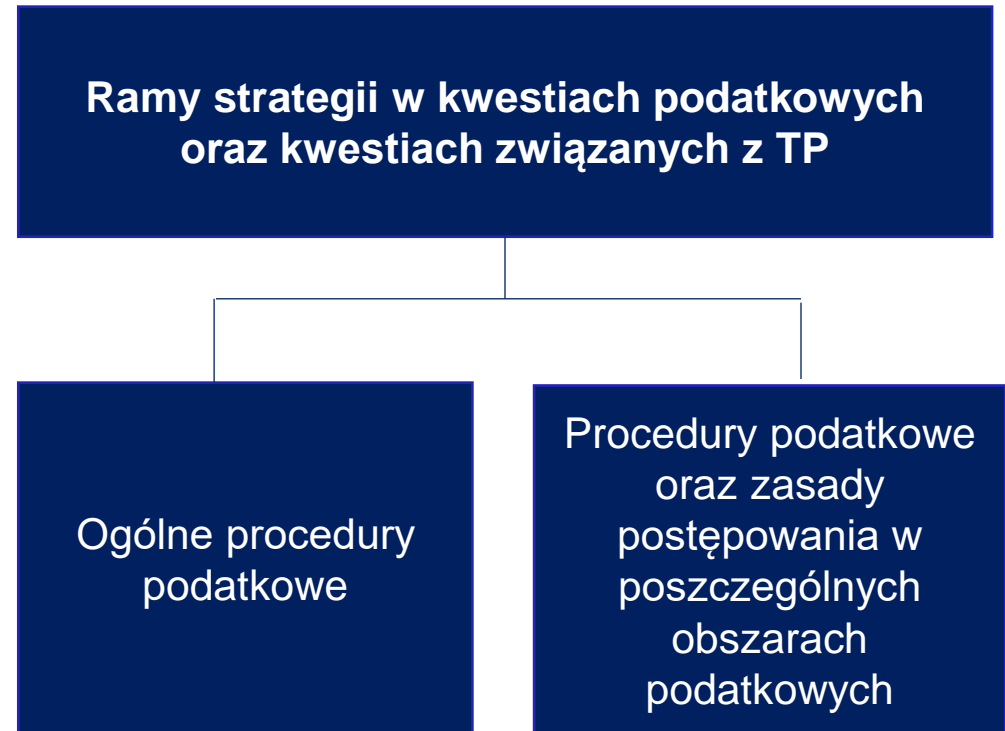 Ramy strategii w kwestiach podatkowych
oraz kwestiach związanych z TP
Ogólne procedury
podatkowe
Procedury podatkowe
oraz zasady
postępowania w
poszczególnych
obszarach
podatkowych